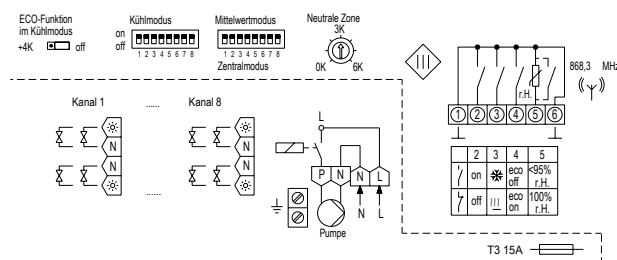 ECO-Funktion
im Kühlmodus
+4K off
Kühlmodus
on
off
1 2 3 4 5 6 7 8
Mittelwertmodus
1 2 3 4 5 6 7 8
Zentralmodus
Neutrale Zone
3K
0K 6K
868,3 MHz
r.H.
1 2 3 4 5 6
Kanal 1 ...... Kanal 8
N N
N N
......
L
P N N L
N L
Pumpe
2 3 4 5
on eco off <95% r.H.
off eco on 100% r.H.
T3 15A